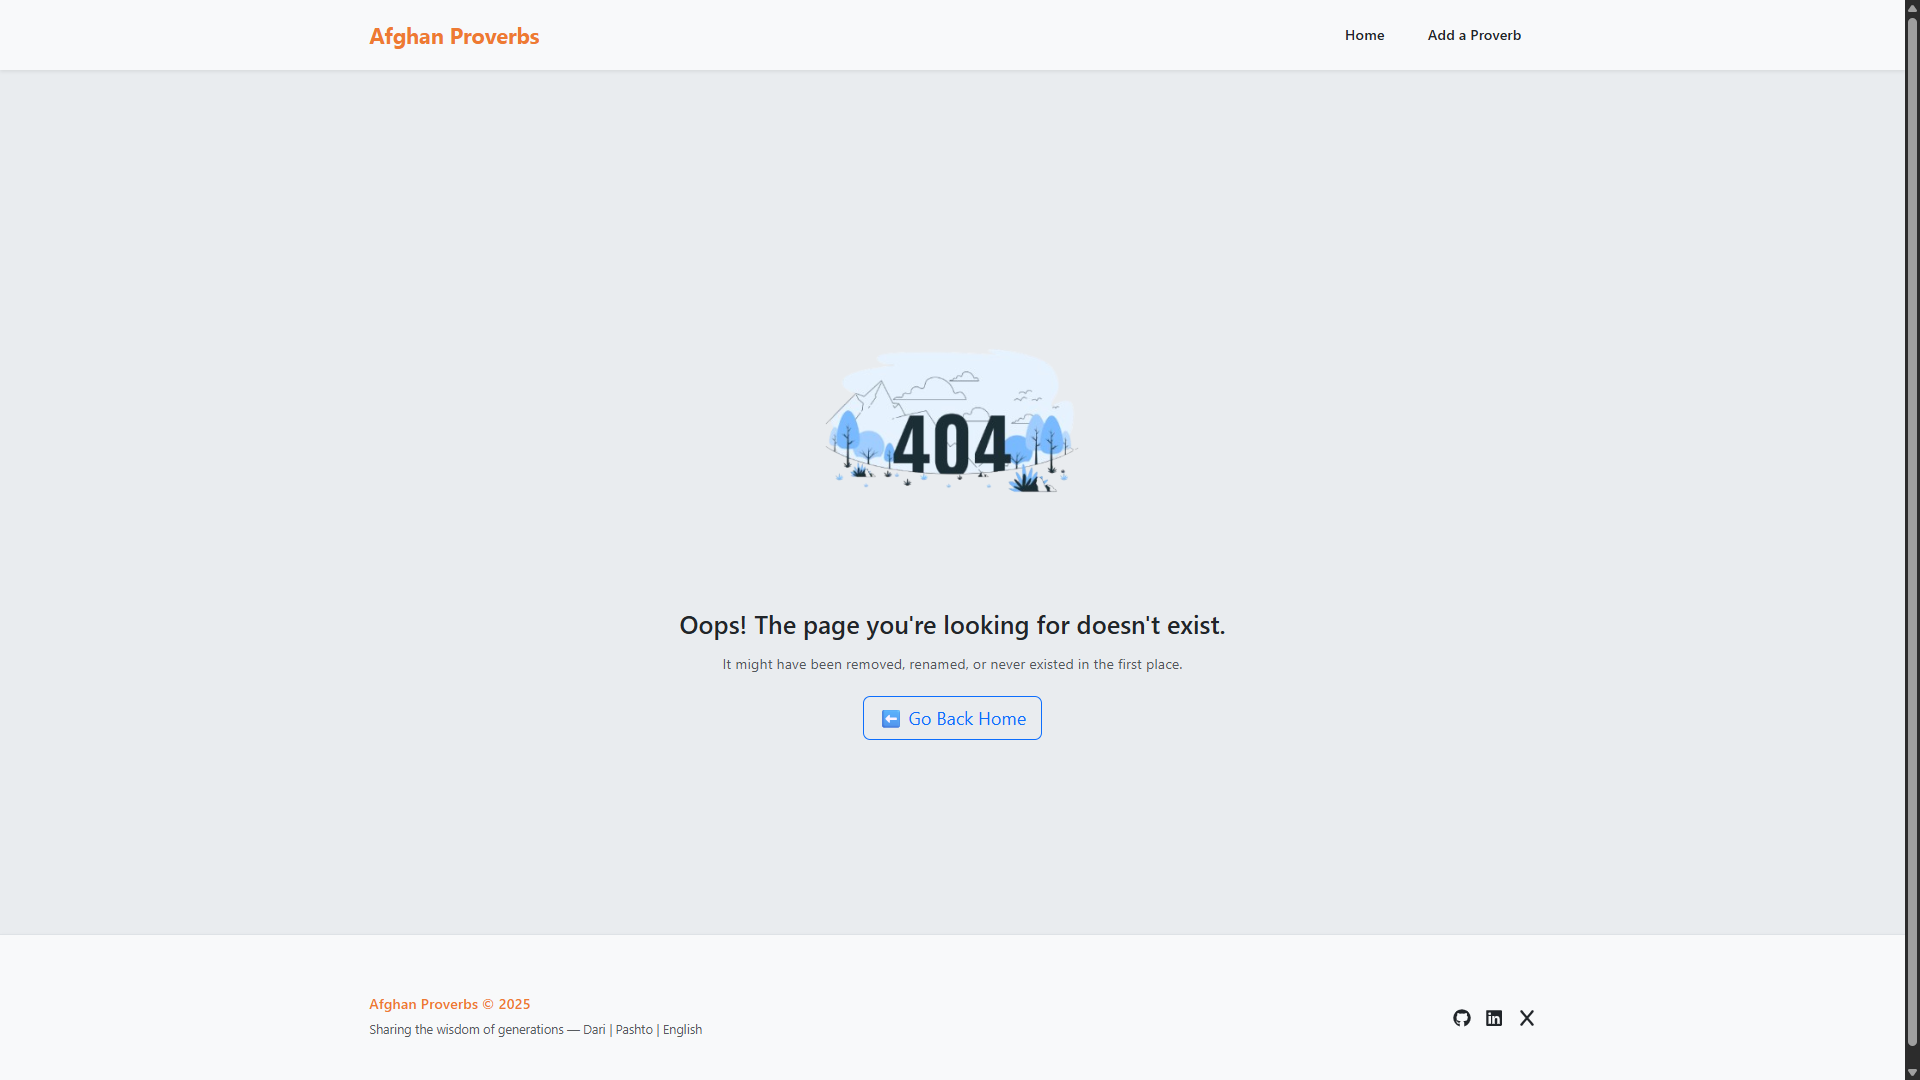 Afghan Proverbs
Home
Add a Proverb
404
Oops! The page you're looking for doesn't exist.
It might have been removed, renamed, or never existed in the first place.
⬅️ Go Back Home
Afghan Proverbs © 2025
Sharing the wisdom of generations — Dari | Pashto | English